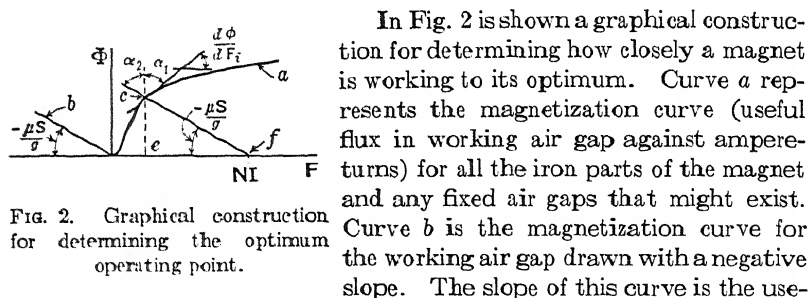 Φ
α₂
α₁
dΦ
dFᵢ
a
b
c
-μS
g
-μS
g
e
f
NI
F
FIG. 2. Graphical construction
for determining the optimum
operating point.
In Fig. 2 is shown a graphical construc-
tion for determining how closely a magnet
is working to its optimum. Curve a rep-
resents the magnetization curve (useful
flux in working air gap against ampere-
turns) for all the iron parts of the magnet
and any fixed air gaps that might exist.
Curve b is the magnetization curve for
the working air gap drawn with a negative
slope. The slope of this curve is the use-